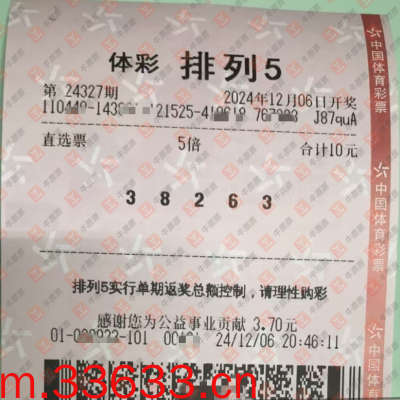 体彩 排列5
第 24327期 2024年12月06日开奖
J87quA
直选票 5倍 合计10元
3 8 2 6 3
排列5实行单期返奖总额控制,请理性购彩
感谢您为公益事业贡献 3.70元
24/12/06 20:46:11
m.33633.cn
中国体育彩票
中国体育彩票
中国体育彩票